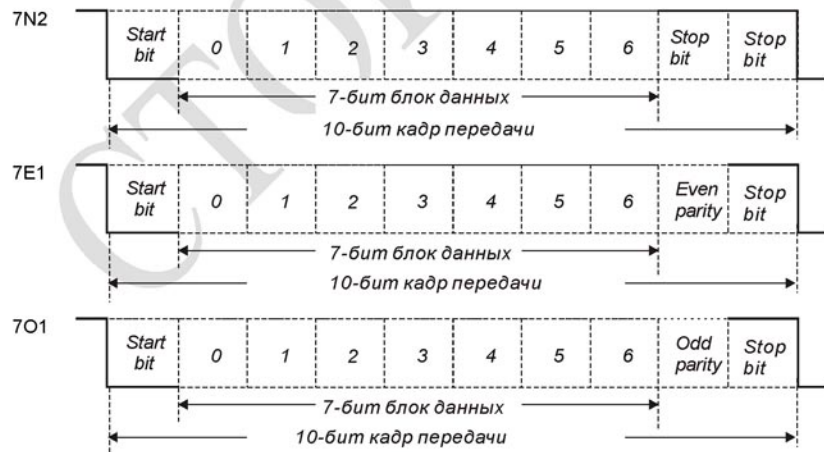 7N2
Start bit 0 1 2 3 4 5 6 Stop bit Stop bit
7-бит блок данных
10-бит кадр передачи
7E1
Start bit 0 1 2 3 4 5 6 Even parity Stop bit
7-бит блок данных
10-бит кадр передачи
7O1
Start bit 0 1 2 3 4 5 6 Odd parity Stop bit
7-бит блок данных
10-бит кадр передачи